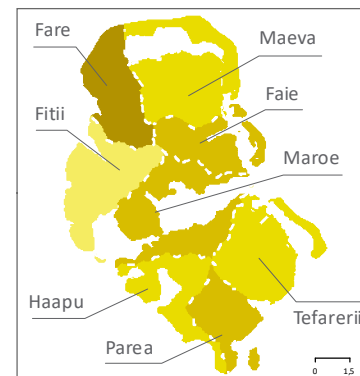 Fare
Maeva
Faie
Fitii
Maroe
Haapu
Tefarerii
Parea
0 1,5